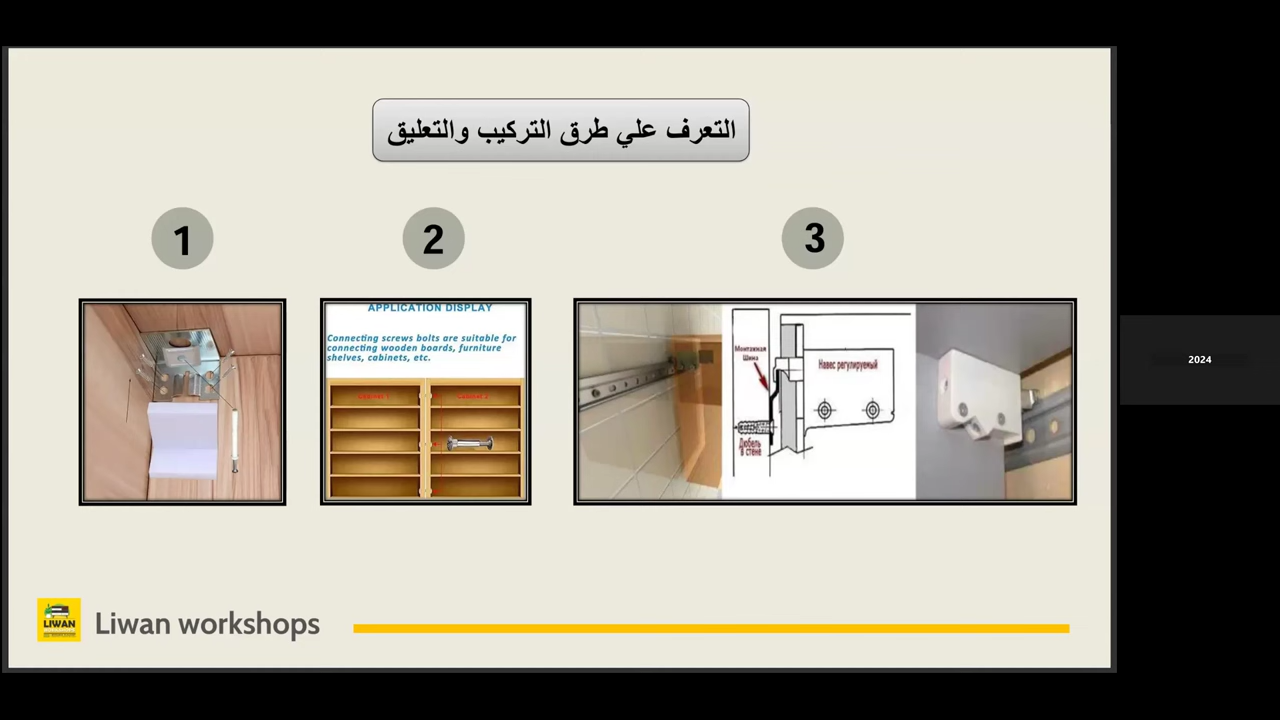 التعرف علي طرق التركيب والتعليق
1
2
3
APPLICATION DISPLAY
Connecting screws bolts are suitable for
connecting wooden boards, furniture
shelves, cabinets, etc.
Cabinet 1
Cabinet 2
Монтажная
Шина
Навес регулируемый
Дюбель
в стене
2024
LIWAN
Liwan workshops